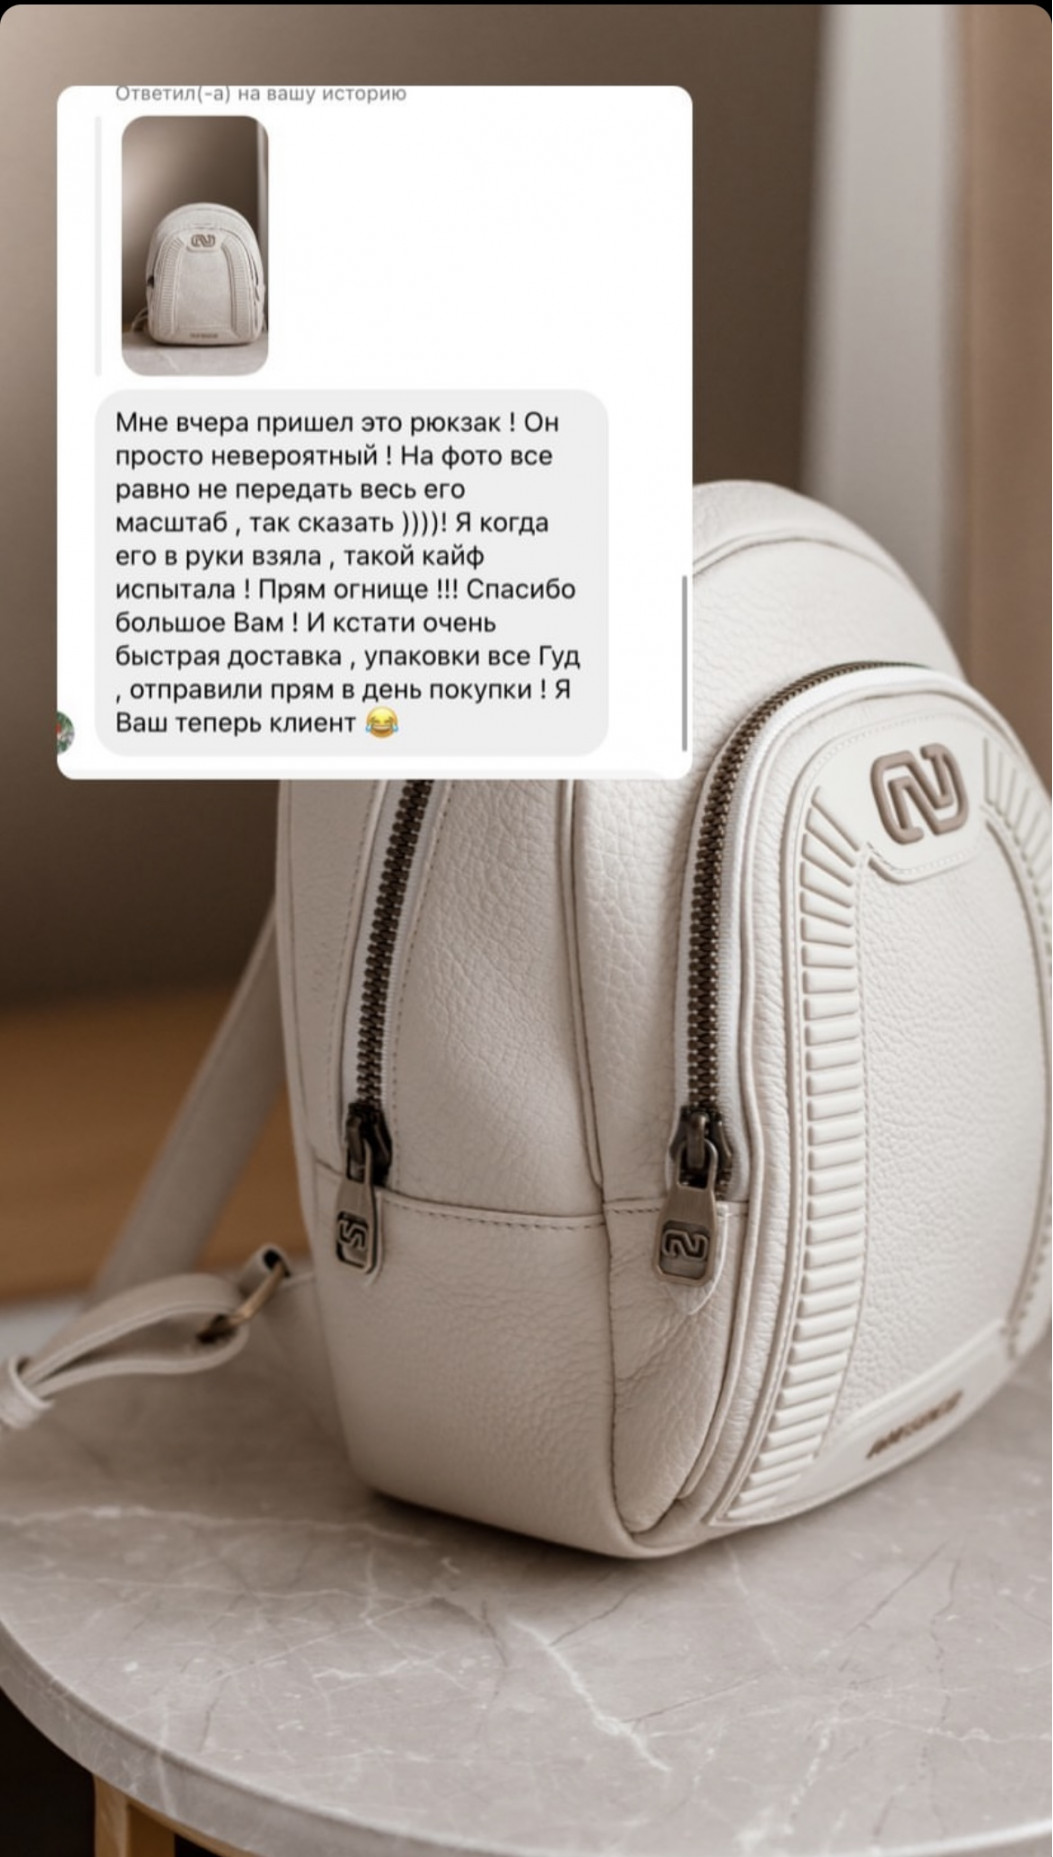 Ответил(-а) на вашу историю
Мне вчера пришел это рюкзак ! Он
просто невероятный ! На фото все
равно не передать весь его
масштаб , так сказать ))))! Я когда
его в руки взяла , такой кайф
испытала ! Прям огнище !!! Спасибо
большое Вам ! И кстати очень
быстрая доставка , упаковки все Гуд
, отправили прям в день покупки ! Я
Ваш теперь клиент 😂